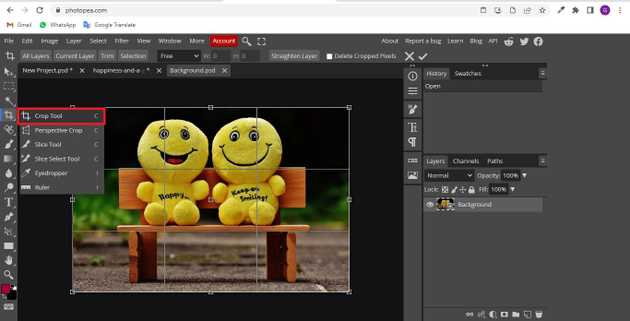 photopea.com
Gmail WhatsApp Google Translate
G
File Edit Image Layer Select Filter View Window More Account
About Report a bug Learn Blog API
All Layers Current Layer Trim Selection Free W: 0 H: 0 Straighten Layer Delete Cropped Pixels
New Project.psd * happiness-and-a... * Background.psd
History Swatches
Open
Crop Tool C
Perspective Crop C
Slice Tool C
Slice Select Tool C
Eyedropper I
Ruler I
Happy..
Keep on
Smiling!
Layers Channels Paths
Normal Opacity: 100%
Lock: Fill: 100%
Background